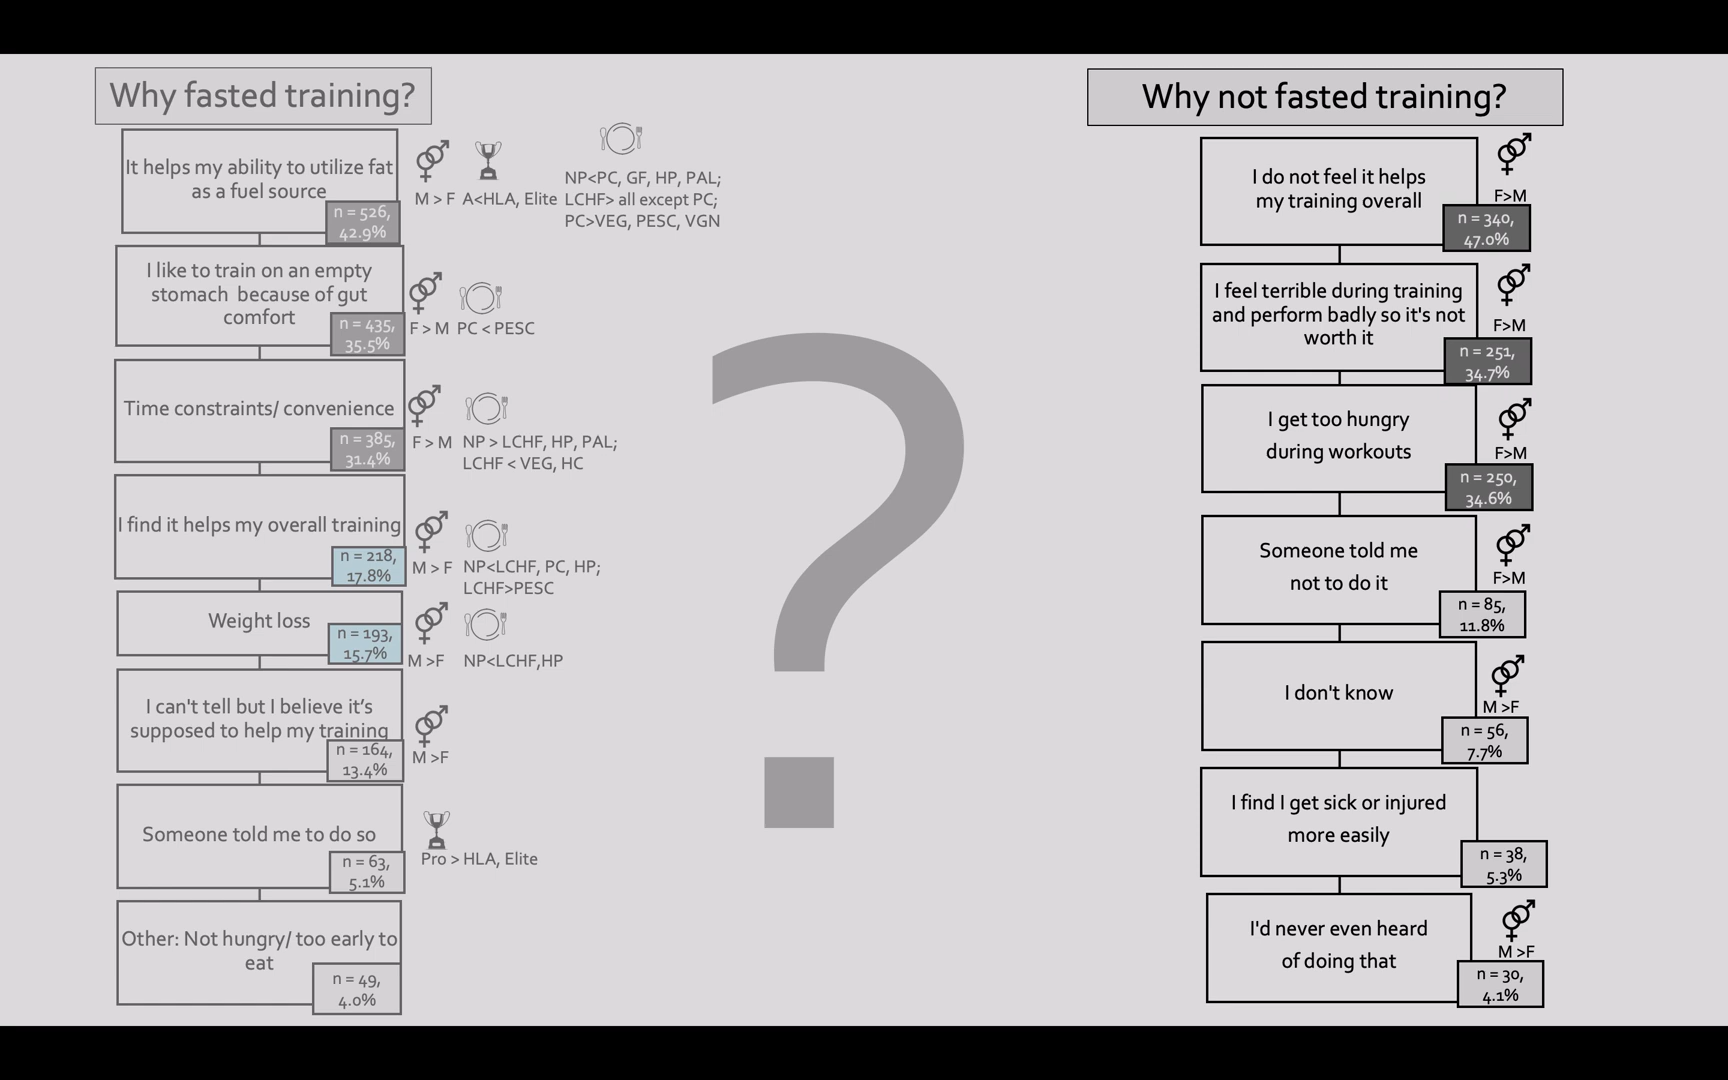 Why fasted training?
It helps my ability to utilize fat
as a fuel source
n = 526,
42.9%
M > F
A<HLA, Elite
NP<PC, GF, HP, PAL;
LCHF> all except PC;
PC>VEG, PESC, VGN
I like to train on an empty
stomach because of gut
comfort
n = 435,
35.5%
F > M
PC < PESC
Time constraints/ convenience
n = 385,
31.4%
F > M
NP > LCHF, HP, PAL;
LCHF < VEG, HC
I find it helps my overall training
n = 218,
17.8%
M > F
NP<LCHF, PC, HP;
LCHF>PESC
Weight loss
n = 193,
15.7%
M >F
NP<LCHF,HP
I can't tell but I believe it’s
supposed to help my training
n = 164,
13.4%
M >F
Someone told me to do so
n = 63,
5.1%
Pro > HLA, Elite
Other: Not hungry/ too early to
eat
n = 49,
4.0%
?
Why not fasted training?
I do not feel it helps
my training overall
F>M
n = 340,
47.0%
I feel terrible during training
and perform badly so it's not
worth it
F>M
n = 251,
34.7%
I get too hungry
during workouts
F>M
n = 250,
34.6%
Someone told me
not to do it
F>M
n = 85,
11.8%
I don't know
M >F
n = 56,
7.7%
I find I get sick or injured
more easily
n = 38,
5.3%
I'd never even heard
of doing that
M >F
n = 30,
4.1%